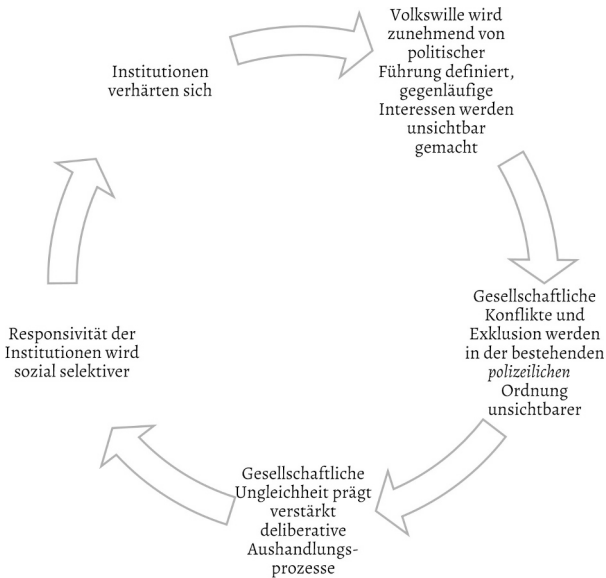 Volkswille wird
zunehmend von
politischer
Führung definiert,
gegenläufige
Interessen werden
unsichtbar
gemacht
Gesellschaftliche
Konflikte und
Exklusion werden
in der bestehenden
polizeilichen
Ordnung
unsichtbarer
Gesellschaftliche
Ungleichheit prägt
verstärkt
deliberative
Aushandlungs-
prozesse
Responsivität der
Institutionen wird
sozial selektiver
Institutionen
verhärten sich